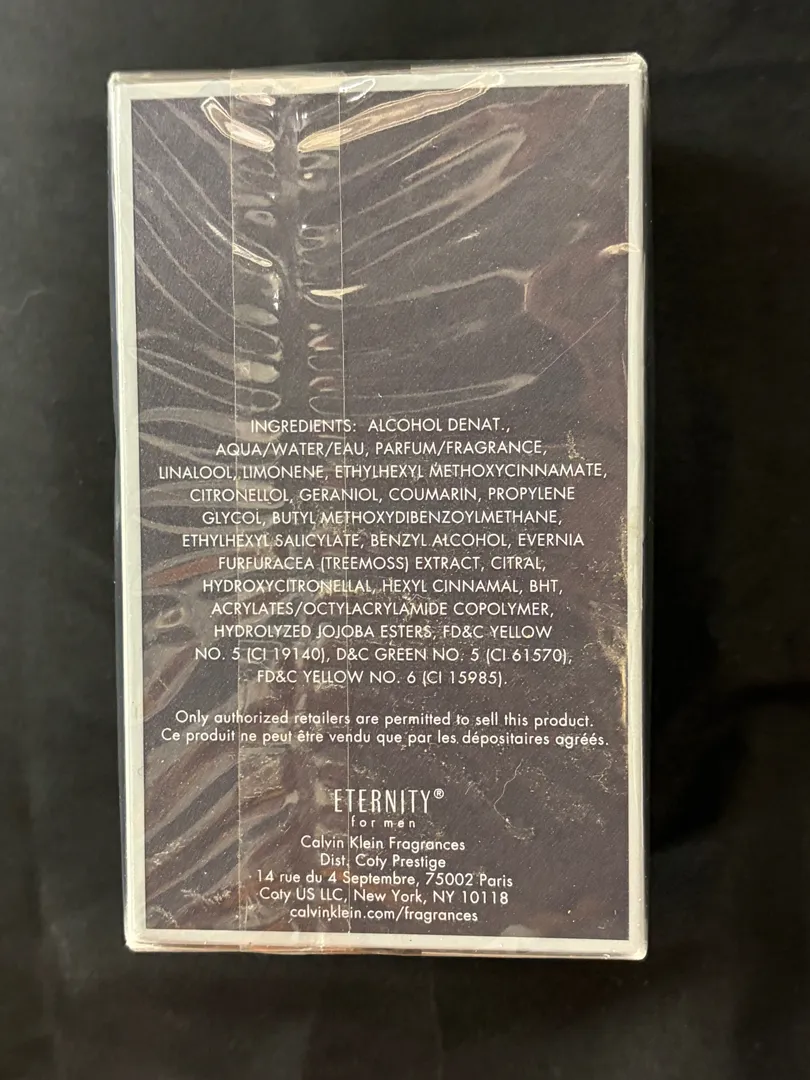 INGREDIENTS: ALCOHOL DENAT.,
AQUA/WATER/EAU, PARFUM/FRAGRANCE,
LINALOOL, LIMONENE, ETHYLHEXYL METHOXYCINNAMATE,
CITRONELLOL, GERANIOL, COUMARIN, PROPYLENE
GLYCOL, BUTYL METHOXYDIBENZOYLMETHANE,
ETHYLHEXYL SALICYLATE, BENZYL ALCOHOL, EVERNIA
FURFURACEA (TREEMOSS) EXTRACT, CITRAL,
HYDROXYCITRONELLAL, HEXYL CINNAMAL, BHT,
ACRYLATES/OCTYLACRYLAMIDE COPOLYMER,
HYDROLYZED JOJOBA ESTERS, FD&C YELLOW
NO. 5 (CI 19140), D&C GREEN NO. 5 (CI 61570),
FD&C YELLOW NO. 6 (CI 15985).
Only authorized retailers are permitted to sell this product.
Ce produit ne peut être vendu que par les dépositaires agréés.
ETERNITY®
for men
Calvin Klein Fragrances
Dist. Coty Prestige
14 rue du 4 Septembre, 75002 Paris
Coty US LLC, New York, NY 10118
calvinklein.com/fragrances